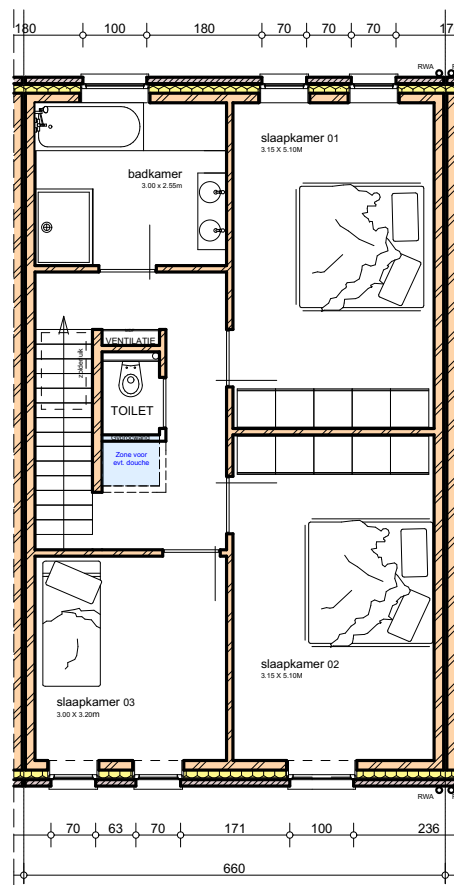 180 100 180 70 70 70 17
RWA
slaapkamer 01
3.15 X 5.10M
badkamer
3.00 x 2.55m
VENTILATIE
zolderluik
TOILET
Zone voor
evt. douche
slaapkamer 02
3.15 X 5.10M
slaapkamer 03
3.00 X 3.20m
RWA
70 63 70 171 100 236
660